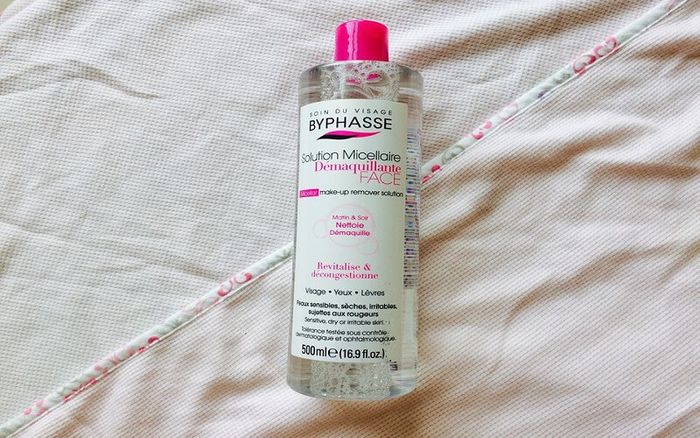 SOIN DU VISAGE
BYPHASSE
Solution Micellaire
Démaquillante
FACE
Micellar make-up remover solution
Matin & Soir
Nettoie
Démaquille
Revitalise &
décongestionne
Visage • Yeux • Lèvres
Peaux sensibles, sèches, irritables,
sujettes aux rougeurs
Sensitive, dry or irritable skin.
Tolérance testée sous contrôle
dermatologique et ophtalmologique.
500ml℮(16.9 fl.oz.)